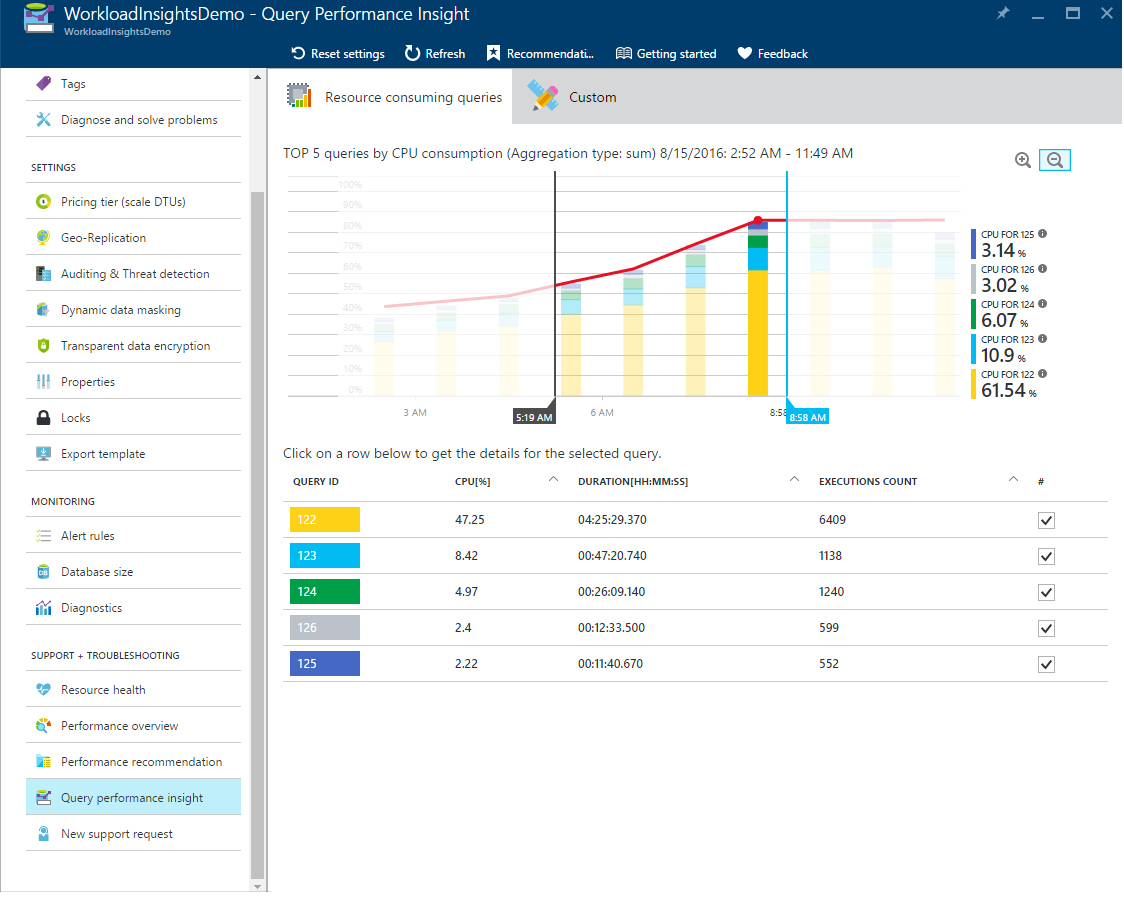 WorkloadInsightsDemo - Query Performance Insight
WorkloadInsightsDemo
Reset settings Refresh Recommendati... Getting started Feedback
Tags
Diagnose and solve problems
SETTINGS
Pricing tier (scale DTUs)
Geo-Replication
Auditing & Threat detection
Dynamic data masking
Transparent data encryption
Properties
Locks
Export template
MONITORING
Alert rules
Database size
Diagnostics
SUPPORT + TROUBLESHOOTING
Resource health
Performance overview
Performance recommendation
Query performance insight
New support request
Resource consuming queries Custom
TOP 5 queries by CPU consumption (Aggregation type: sum) 8/15/2016: 2:52 AM - 11:49 AM
100%
90%
80%
70%
60%
50%
40%
30%
20%
10%
0%
3 AM 5:19 AM 6 AM 8:58 8:58 AM
CPU FOR 125
3.14 %
CPU FOR 126
3.02 %
CPU FOR 124
6.07 %
CPU FOR 123
10.9 %
CPU FOR 122
61.54 %
Click on a row below to get the details for the selected query.
QUERY ID CPU[%] DURATION[HH:MM:SS] EXECUTIONS COUNT #
122 47.25 04:25:29.370 6409
123 8.42 00:47:20.740 1138
124 4.97 00:26:09.140 1240
126 2.4 00:12:33.500 599
125 2.22 00:11:40.670 552